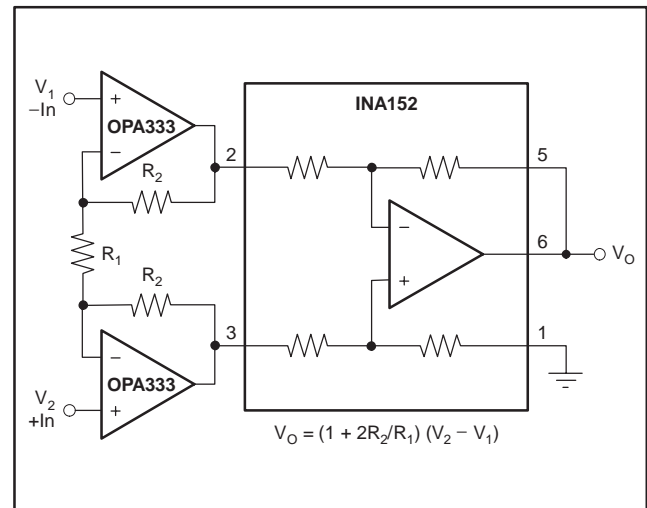 V1
−In
+
OPA333
−
R2
R1
R2
−
OPA333
+
V2
+In
INA152
2
5
−
6
VO
+
3
1
VO = (1 + 2R2/R1) (V2 − V1)